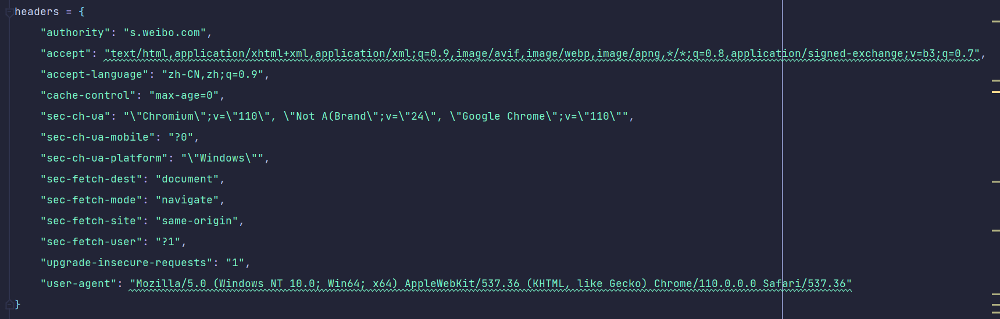 headers = {
    "authority": "s.weibo.com",
    "accept": "text/html,application/xhtml+xml,application/xml;q=0.9,image/avif,image/webp,image/apng,*/*;q=0.8,application/signed-exchange;v=b3;q=0.7",
    "accept-language": "zh-CN,zh;q=0.9",
    "cache-control": "max-age=0",
    "sec-ch-ua": "\"Chromium\";v=\"110\", \"Not A(Brand\";v=\"24\", \"Google Chrome\";v=\"110\"",
    "sec-ch-ua-mobile": "?0",
    "sec-ch-ua-platform": "\"Windows\"",
    "sec-fetch-dest": "document",
    "sec-fetch-mode": "navigate",
    "sec-fetch-site": "same-origin",
    "sec-fetch-user": "?1",
    "upgrade-insecure-requests": "1",
    "user-agent": "Mozilla/5.0 (Windows NT 10.0; Win64; x64) AppleWebKit/537.36 (KHTML, like Gecko) Chrome/110.0.0.0 Safari/537.36"
}